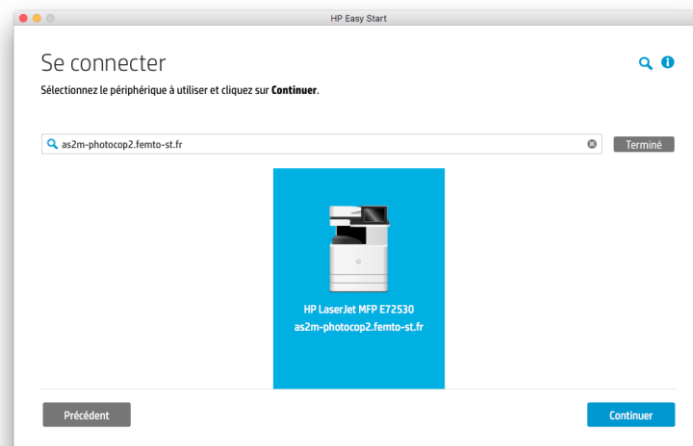 HP Easy Start
Se connecter
Sélectionnez le périphérique à utiliser et cliquez sur Continuer.
as2m-photocop2.femto-st.fr
Terminé
HP LaserJet MFP E72530
as2m-photocop2.femto-st.fr
Précédent
Continuer